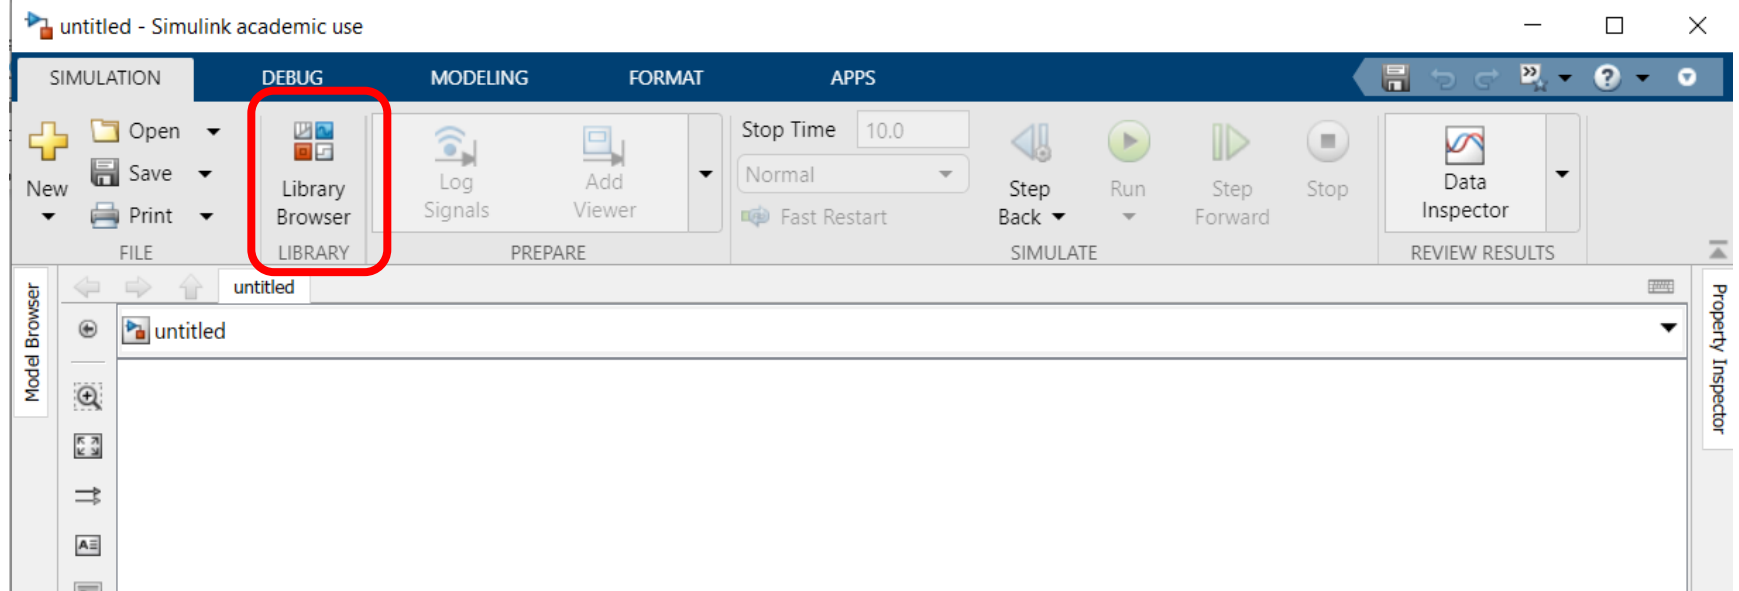 untitled - Simulink academic use
SIMULATION DEBUG MODELING FORMAT APPS
New
Open
Save
Print
FILE
Library
Browser
LIBRARY
Log
Signals
Add
Viewer
PREPARE
Stop Time 10.0
Normal
Fast Restart
Step
Back
Run
Step
Forward
Stop
SIMULATE
Data
Inspector
REVIEW RESULTS
Model Browser
untitled
untitled
Property Inspector